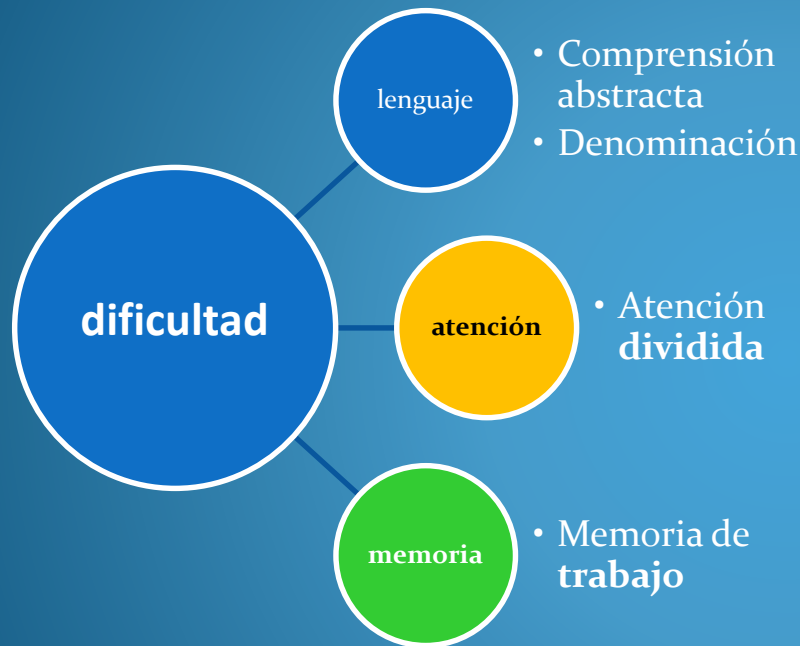 dificultad
lenguaje
• Comprensión
abstracta
• Denominación
atención
• Atención
dividida
memoria
• Memoria de
trabajo